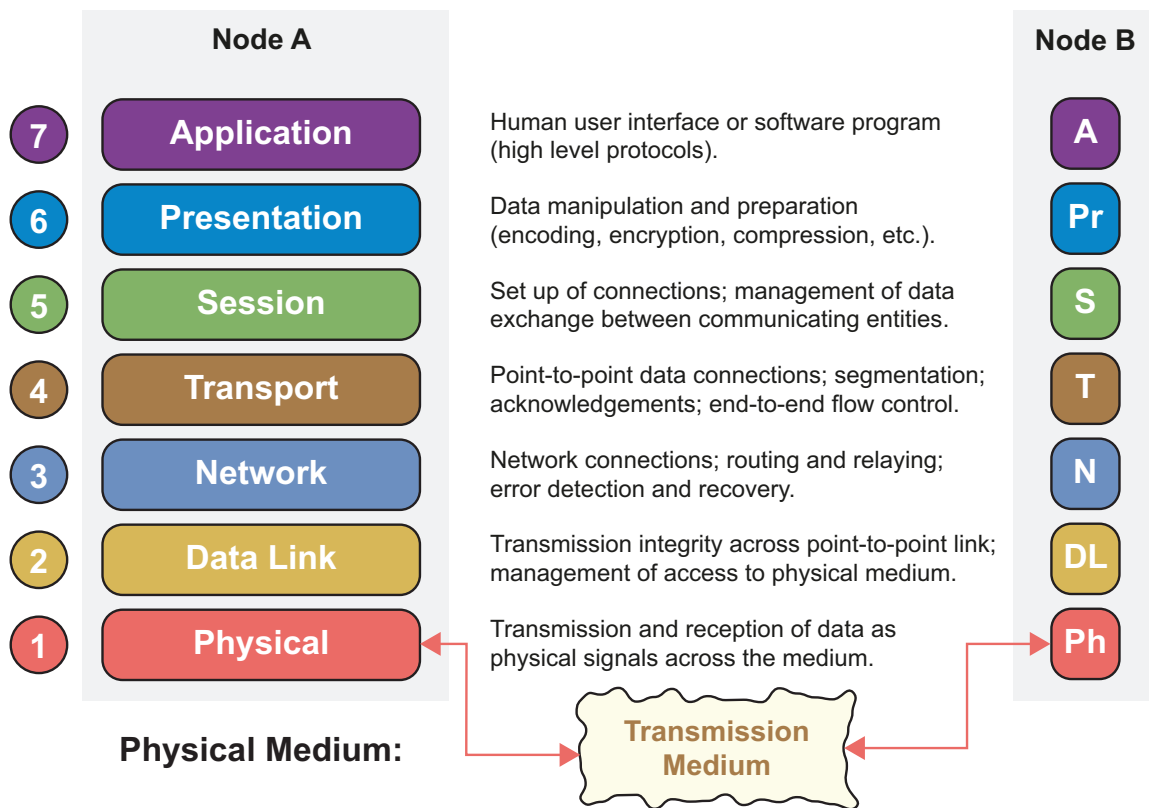 Node A
Node B
7
Application
Human user interface or software program
(high level protocols).
A
6
Presentation
Data manipulation and preparation
(encoding, encryption, compression, etc.).
Pr
5
Session
Set up of connections; management of data
exchange between communicating entities.
S
4
Transport
Point-to-point data connections; segmentation;
acknowledgements; end-to-end flow control.
T
3
Network
Network connections; routing and relaying;
error detection and recovery.
N
2
Data Link
Transmission integrity across point-to-point link;
management of access to physical medium.
DL
1
Physical
Transmission and reception of data as
physical signals across the medium.
Ph
Physical Medium:
Transmission
Medium